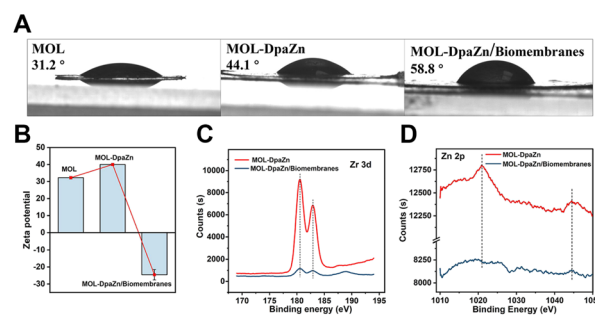 A
MOL
31.2 °
MOL-DpaZn
44.1 °
MOL-DpaZn/Biomembranes
58.8 °
B
Zeta potential
50
40
30
20
10
0
-10
-20
-30
MOL
MOL-DpaZn
MOL-DpaZn/Biomembranes
C
Counts (s)
10000
8000
6000
4000
2000
0
MOL-DpaZn
Zr 3d
MOL-DpaZn/Biomembranes
170 175 180 185 190 195
Binding energy (eV)
D
Zn 2p
Counts (s)
12750
12500
12250
8500
8250
MOL-DpaZn
MOL-DpaZn/Biomembranes
1010 1020 1030 1040 1050
Binding Energy (eV)